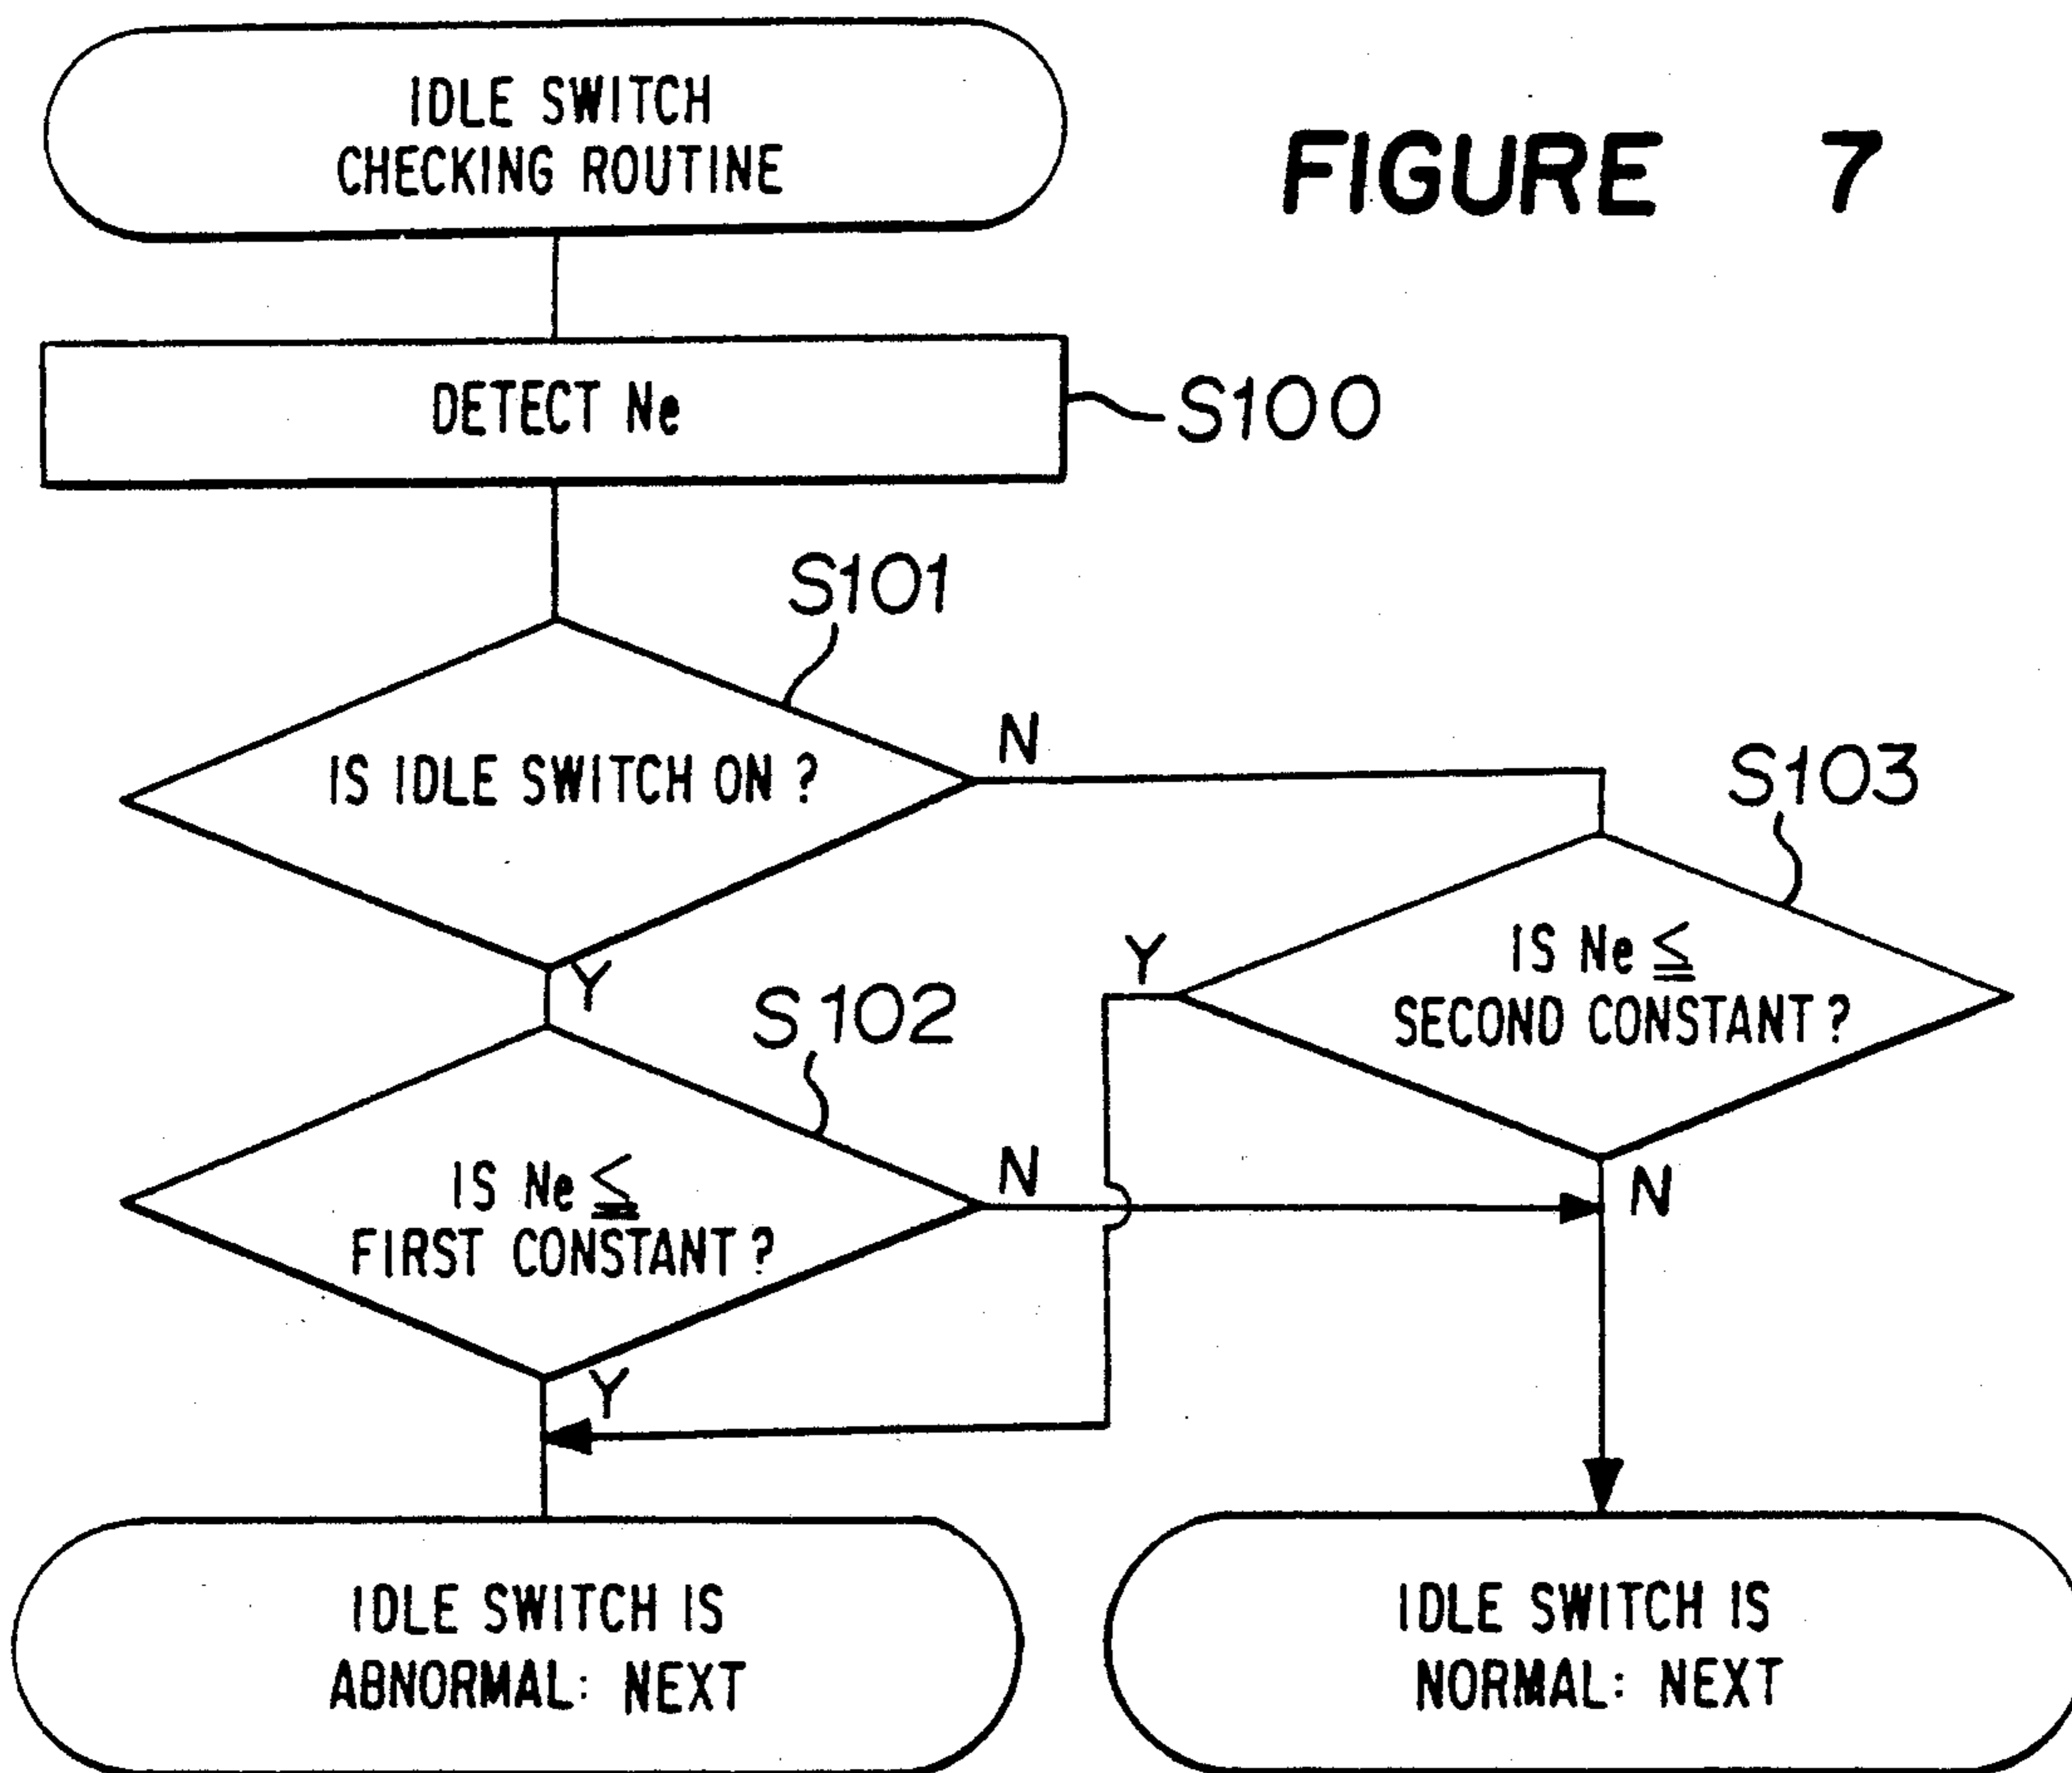 IDLE SWITCH
CHECKING ROUTINE
FIGURE 7
DETECT Ne
S100
S101
IS IDLE SWITCH ON ?
N
Y
S103
IS Ne ≦
SECOND CONSTANT ?
Y
N
S102
IS Ne ≦
FIRST CONSTANT ?
N
Y
IDLE SWITCH IS
ABNORMAL: NEXT
IDLE SWITCH IS
NORMAL: NEXT